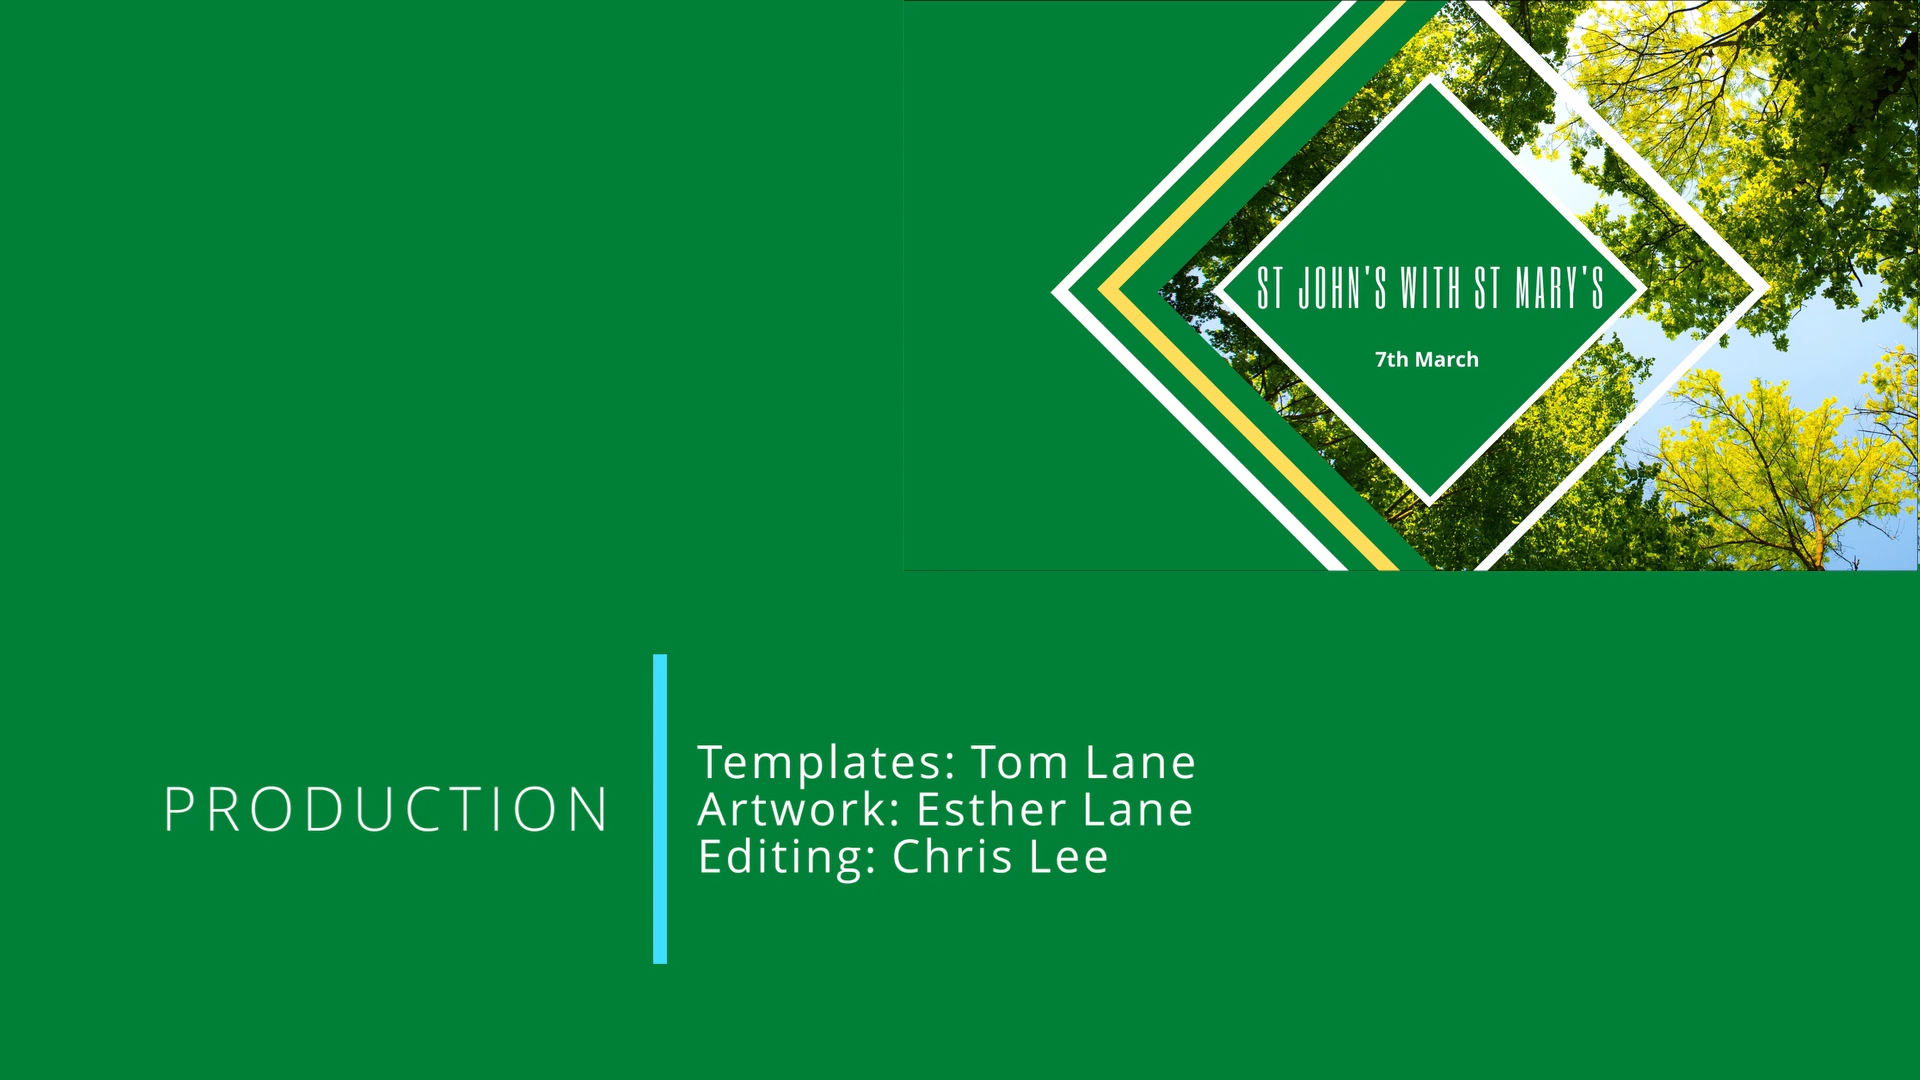 ST JOHN'S WITH ST MARY'S
7th March
PRODUCTION
Templates: Tom Lane
Artwork: Esther Lane
Editing: Chris Lee